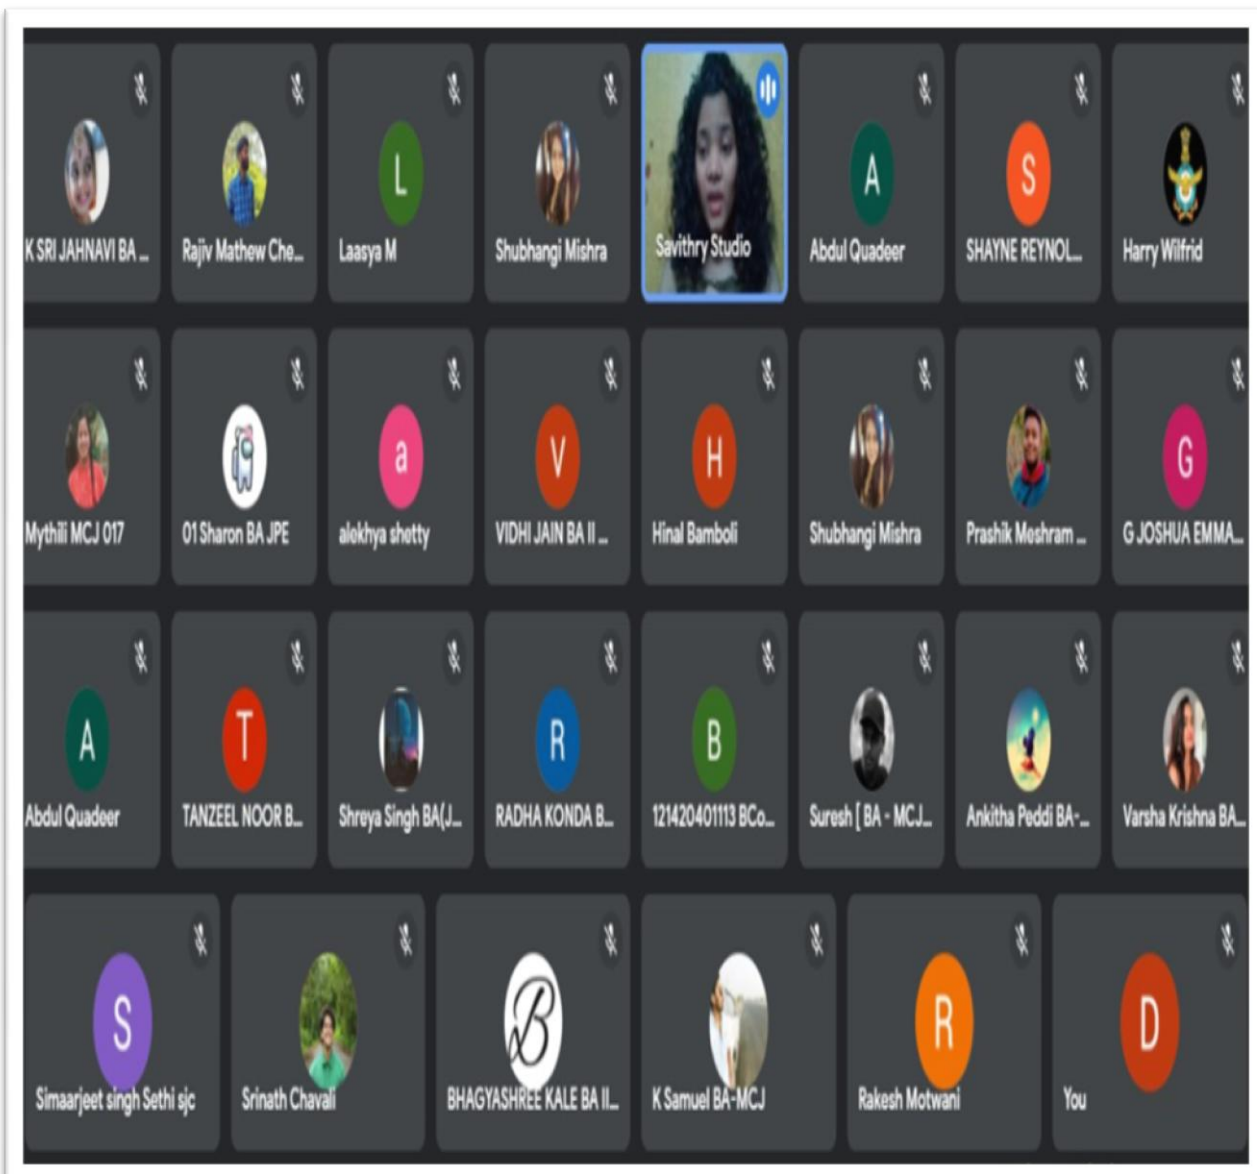 K SRI JAHNAVI BA ...
Rajiv Mathew Che...
L
Laasya M
Shubhangi Mishra
Savithry Studio
A
Abdul Quadeer
S
SHAYNE REYNOL...
Harry Wilfrid
Mythili MCJ 017
01 Sharon BA JPE
a
alekhya shetty
V
VIDHI JAIN BA II ...
H
Hinal Bamboli
Shubhangi Mishra
Prashik Meshram ...
G
G JOSHUA EMMA...
A
Abdul Quadeer
T
TANZEEL NOOR B...
Shreya Singh BA(J...
R
RADHA KONDA B...
B
121420401113 BCo...
Suresh [ BA - MCJ...
Ankitha Peddi BA-...
Varsha Krishna BA...
S
Simaarjeet singh Sethi sjc
Srinath Chavali
B
BHAGYASHREE KALE BA II...
K Samuel BA-MCJ
R
Rakesh Motwani
D
You